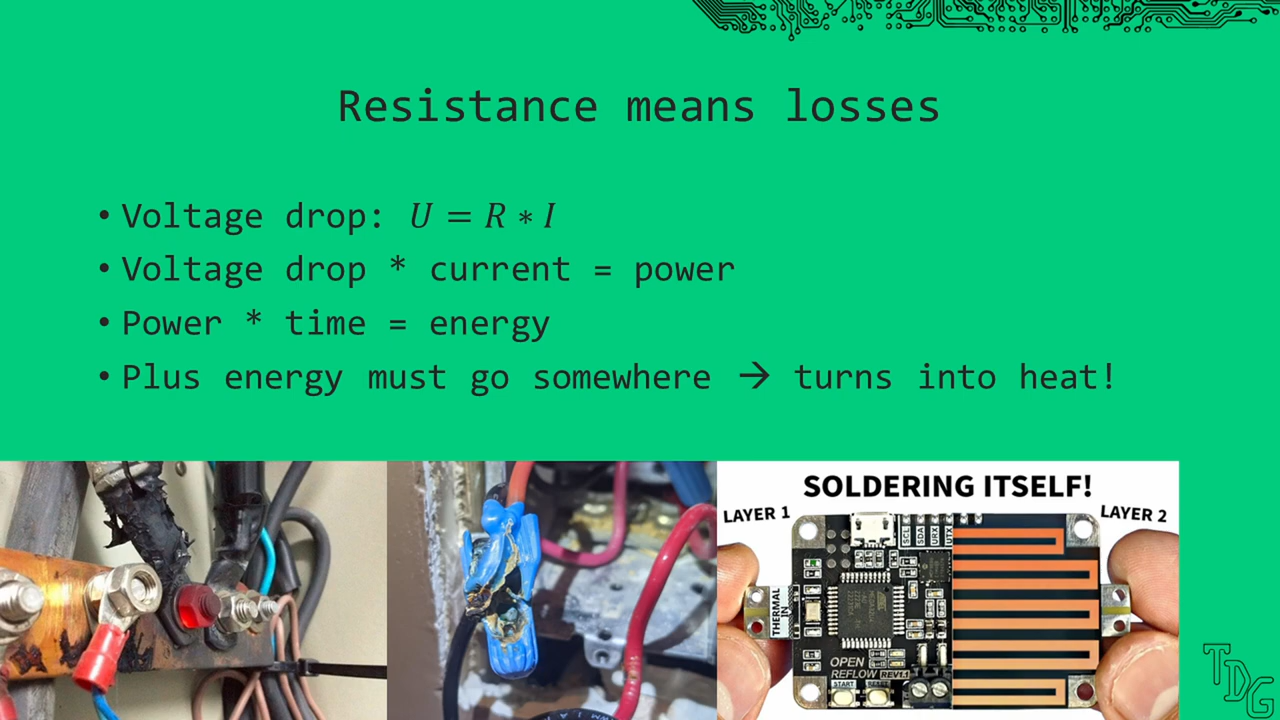 Resistance means losses
• Voltage drop: U = R ∗ I
• Voltage drop * current = power
• Power * time = energy
• Plus energy must go somewhere → turns into heat!
SOLDERING ITSELF!
LAYER 1
LAYER 2
SCL
SDA
URX
UTX
THERMAL
IN
OPEN
REFLOW REV1.1
START
TDG